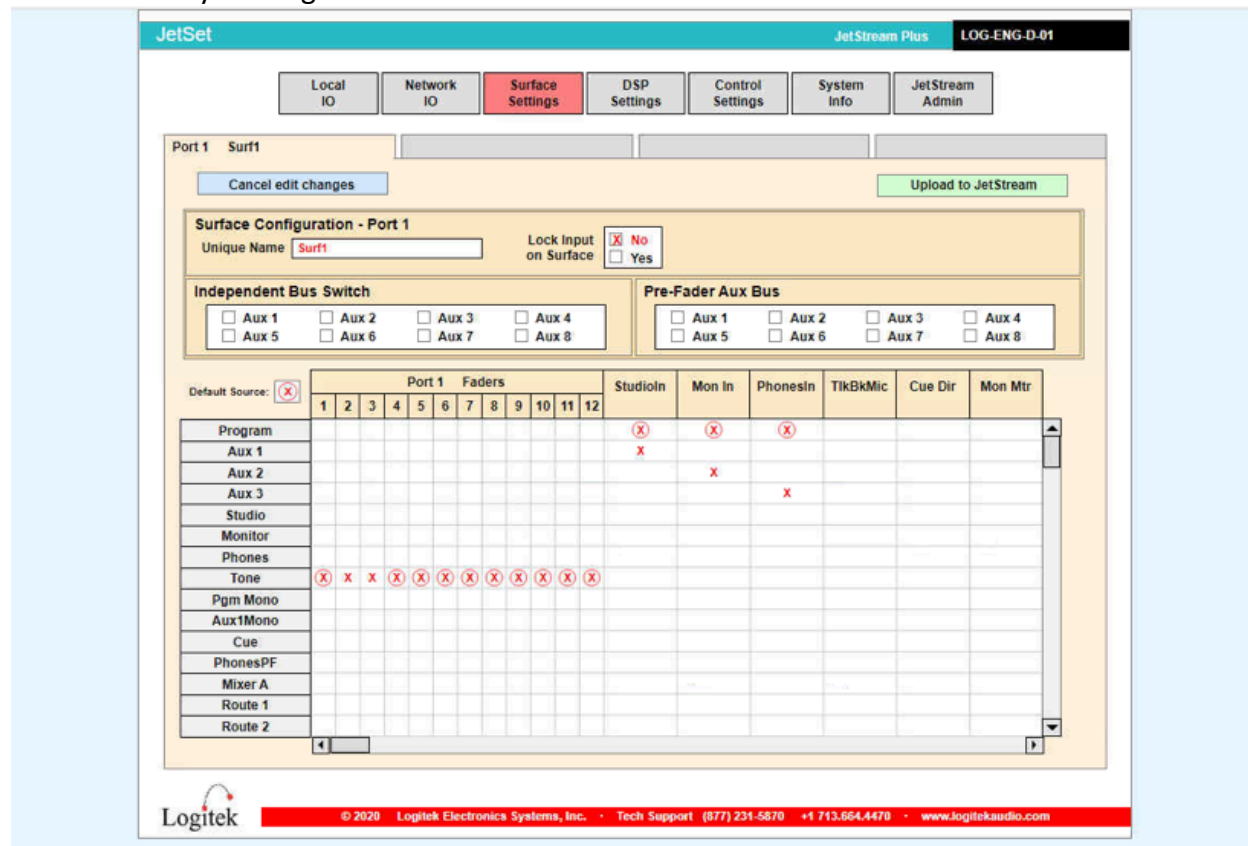 JetSet JetStream Plus LOG-ENG-D-01
Local IO Network IO Surface Settings DSP Settings Control Settings System Info JetStream Admin
Port 1 Surf1
Cancel edit changes Upload to JetStream
Surface Configuration - Port 1
Unique Name Surf1 Lock Input on Surface X No
Yes
Independent Bus Switch Pre-Fader Aux Bus
Aux 1 Aux 2 Aux 3 Aux 4 Aux 1 Aux 2 Aux 3 Aux 4
Aux 5 Aux 6 Aux 7 Aux 8 Aux 5 Aux 6 Aux 7 Aux 8
Default Source: X Port 1 Faders StudioIn Mon In PhonesIn TlkBkMic Cue Dir Mon Mtr
1 2 3 4 5 6 7 8 9 10 11 12
Program X X X
Aux 1 X
Aux 2 X
Aux 3 X
Studio
Monitor
Phones
Tone X X X X X X X X X X X X
Pgm Mono
Aux1Mono
Cue
PhonesPF
Mixer A
Route 1
Route 2
Logitek © 2020 Logitek Electronics Systems, Inc. · Tech Support (877) 231-5870 +1 713.664.4470 · www.logitekaudio.com